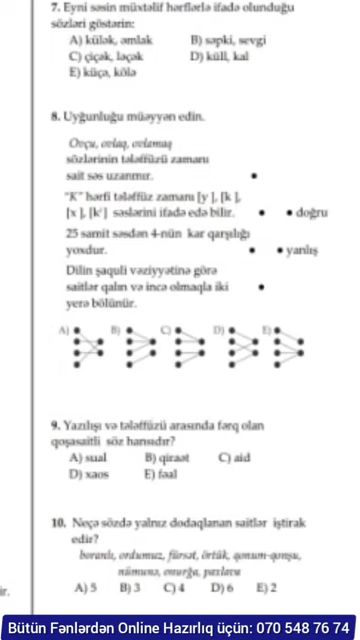 7. Eyni səsin müxtəlif hərflərlə ifadə olunduğu
sözləri göstərin:
A) külək, əmlak B) səpki, sevgi
C) çiçək, ləçək D) küll, kal
E) küçə, kölə
8. Uyğunluğu müəyyən edin.
Ovçu, ovlaq, ovlamaq
sözlərinin tələffüzü zamanı
sait səs uzanmır.
"K" hərfi tələffüz zamanı [y], [k],
[x], [k'] səslərini ifadə edə bilir. • doğru
25 samit səsdən 4-nün kar qarşılığı
yoxdur. • yanlış
Dilin şaquli vəziyyətinə görə
saitlər qalın və incə olmaqla iki
yerə bölünür.
A) B) C) D) E)
9. Yazılışı və tələffüzü arasında fərq olan
qoşasaitli söz hansıdır?
A) sual B) qiraət C) aid
D) xaos E) fəal
10. Neçə sözdə yalnız dodaqlanan saitlər iştirak
edir?
boranlı, ordumuz, fürsət, örtük, qonum-qonşu,
nümunə, onurğa, paxlava
A) 5 B) 3 C) 4 D) 6 E) 2
ir.
Bütün Fənlərdən Online Hazırlıq üçün: 070 548 76 74